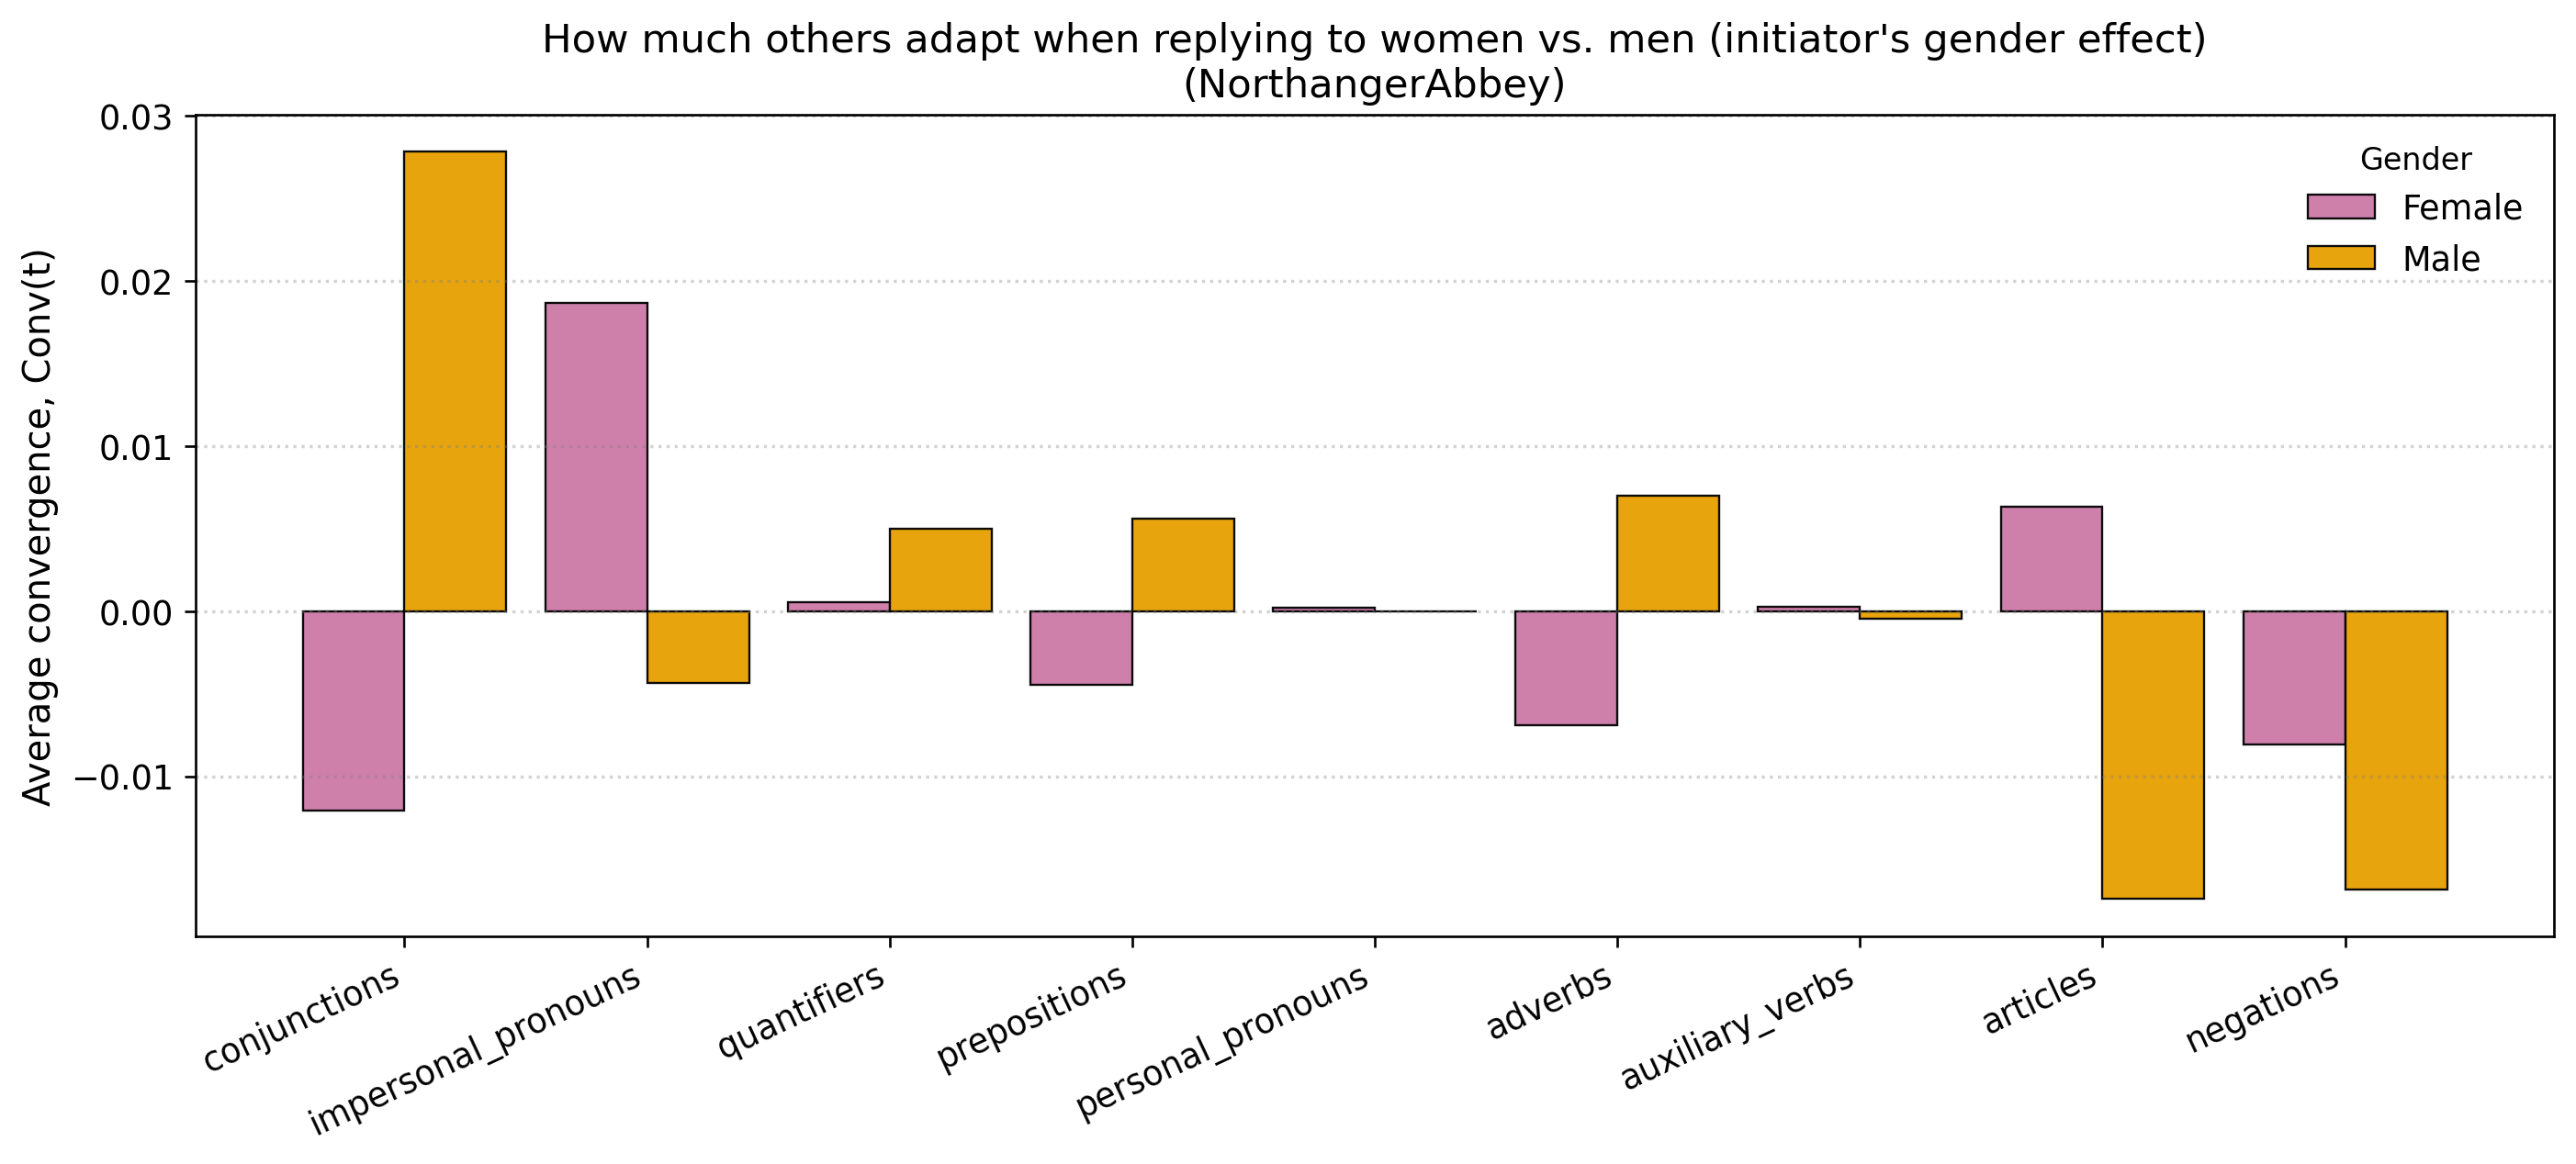 How much others adapt when replying to women vs. men (initiator's gender effect)
(NorthangerAbbey)
Average convergence, Conv(t)
0.03
0.02
0.01
0.00
−0.01
Gender
Female
Male
conjunctions
impersonal_pronouns
quantifiers
prepositions
personal_pronouns
adverbs
auxiliary_verbs
articles
negations